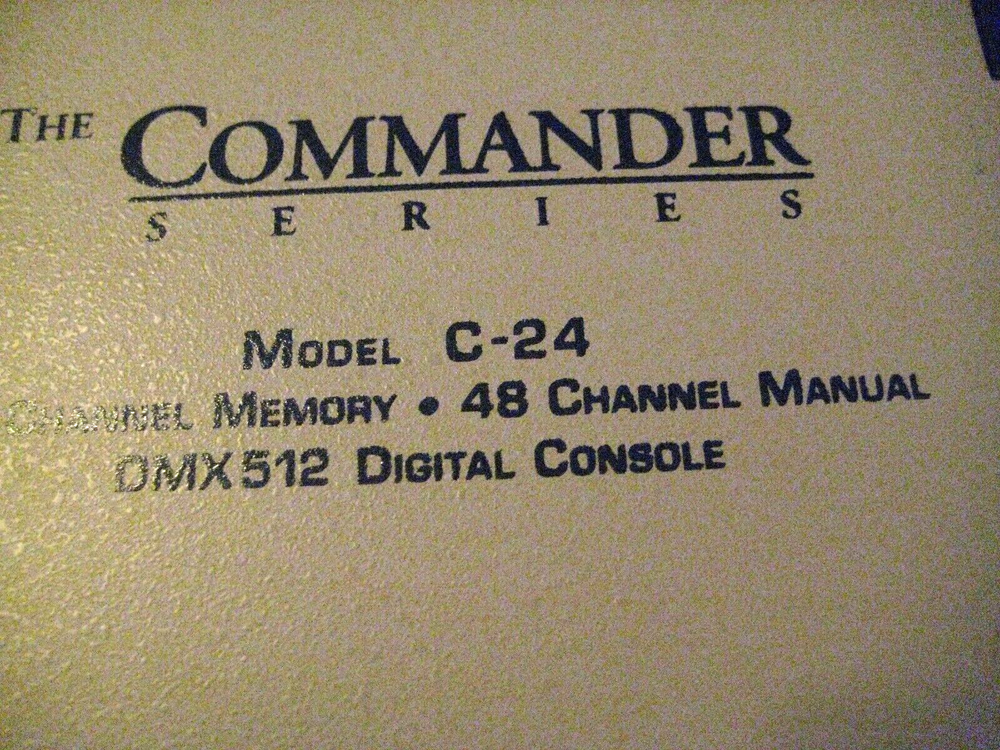 THE COMMANDER
SERIES
MODEL C-24
CHANNEL MEMORY • 48 CHANNEL MANUAL
DMX512 DIGITAL CONSOLE